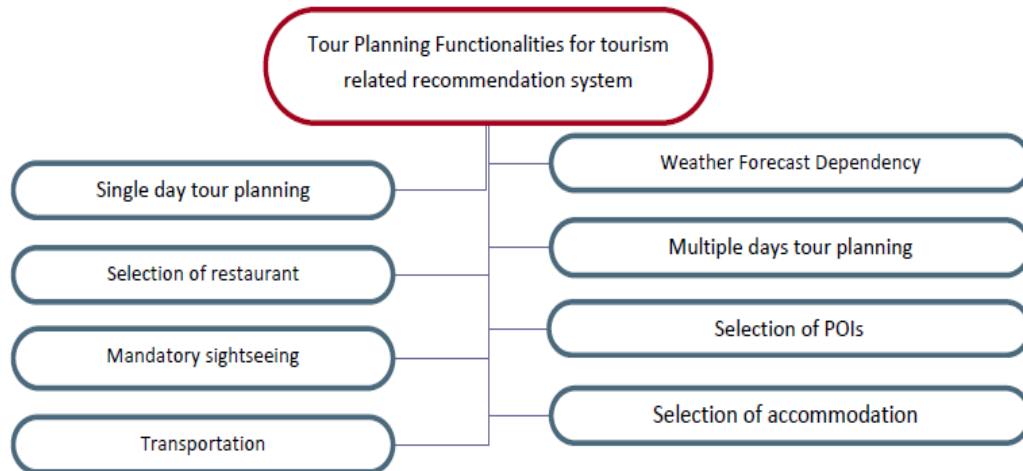 Tour Planning Functionalities for tourism
related recommendation system
Single day tour planning
Weather Forecast Dependency
Selection of restaurant
Multiple days tour planning
Mandatory sightseeing
Selection of POIs
Transportation
Selection of accommodation